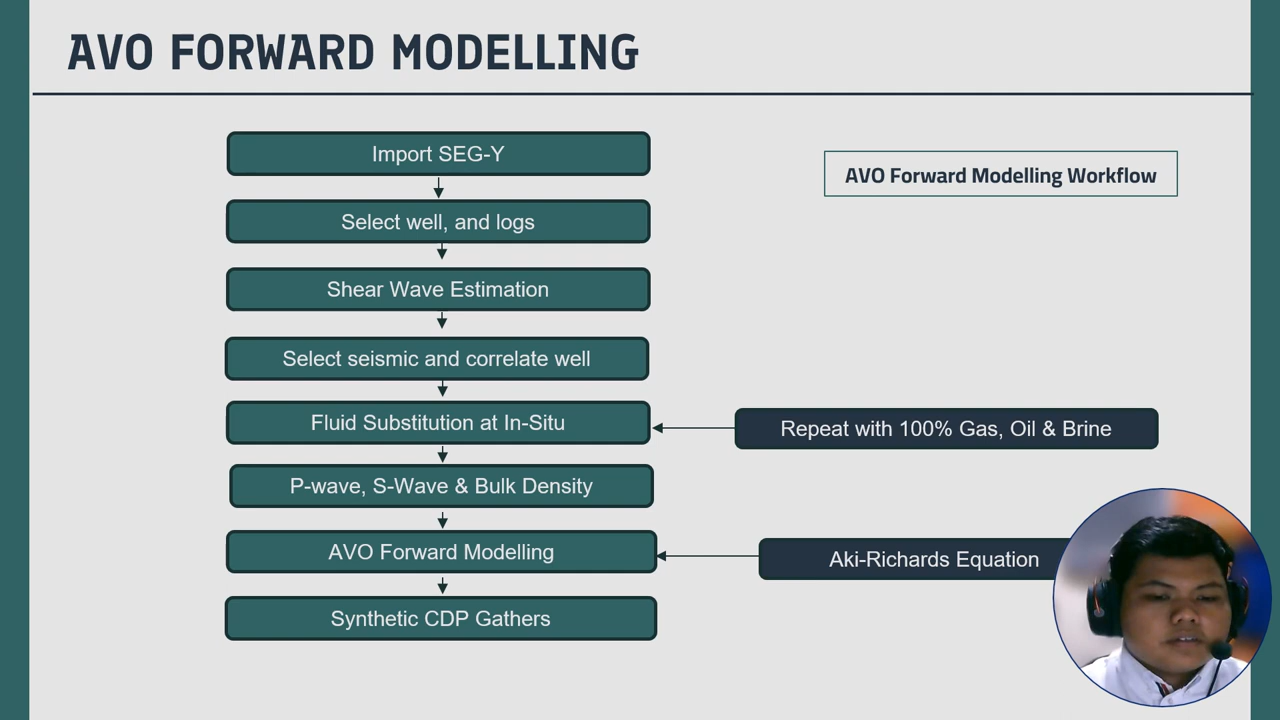 AVO FORWARD MODELLING
Import SEG-Y
AVO Forward Modelling Workflow
Select well, and logs
Shear Wave Estimation
Select seismic and correlate well
Fluid Substitution at In-Situ
Repeat with 100% Gas, Oil & Brine
P-wave, S-Wave & Bulk Density
AVO Forward Modelling
Aki-Richards Equation
Synthetic CDP Gathers